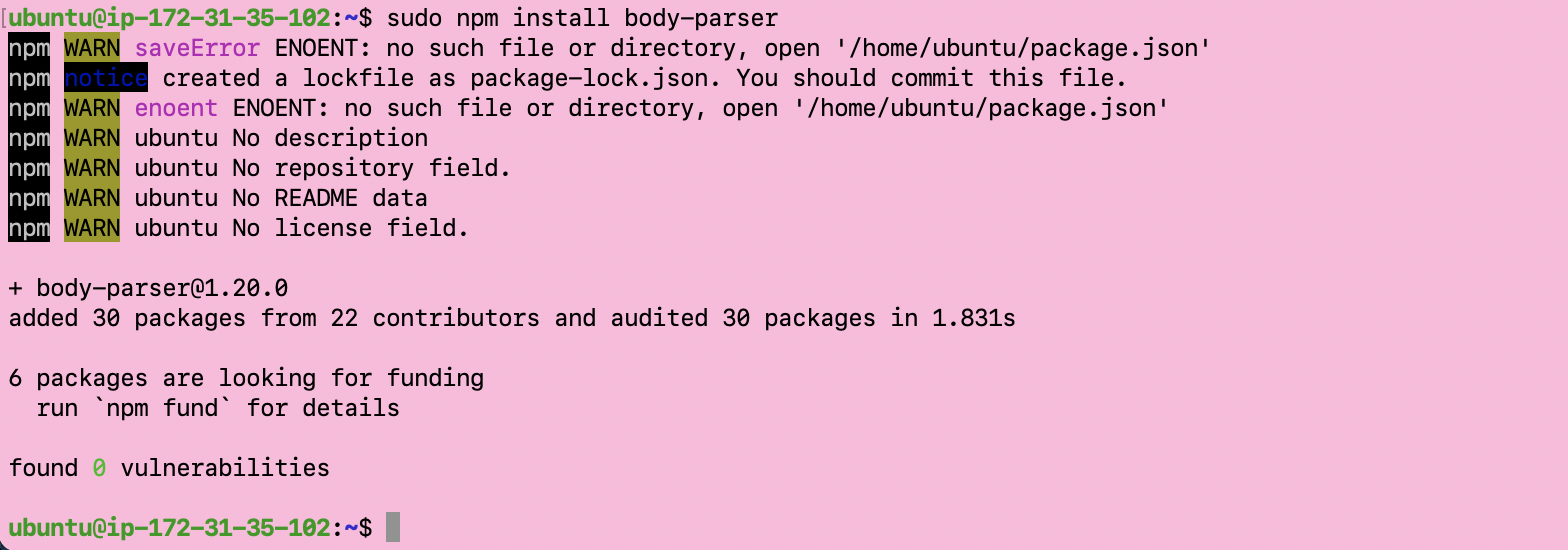 [ubuntu@ip-172-31-35-102:~$ sudo npm install body-parser
npm WARN saveError ENOENT: no such file or directory, open '/home/ubuntu/package.json'
npm notice created a lockfile as package-lock.json. You should commit this file.
npm WARN enoent ENOENT: no such file or directory, open '/home/ubuntu/package.json'
npm WARN ubuntu No description
npm WARN ubuntu No repository field.
npm WARN ubuntu No README data
npm WARN ubuntu No license field.
+ body-parser@1.20.0
added 30 packages from 22 contributors and audited 30 packages in 1.831s
6 packages are looking for funding
run `npm fund` for details
found 0 vulnerabilities
ubuntu@ip-172-31-35-102:~$